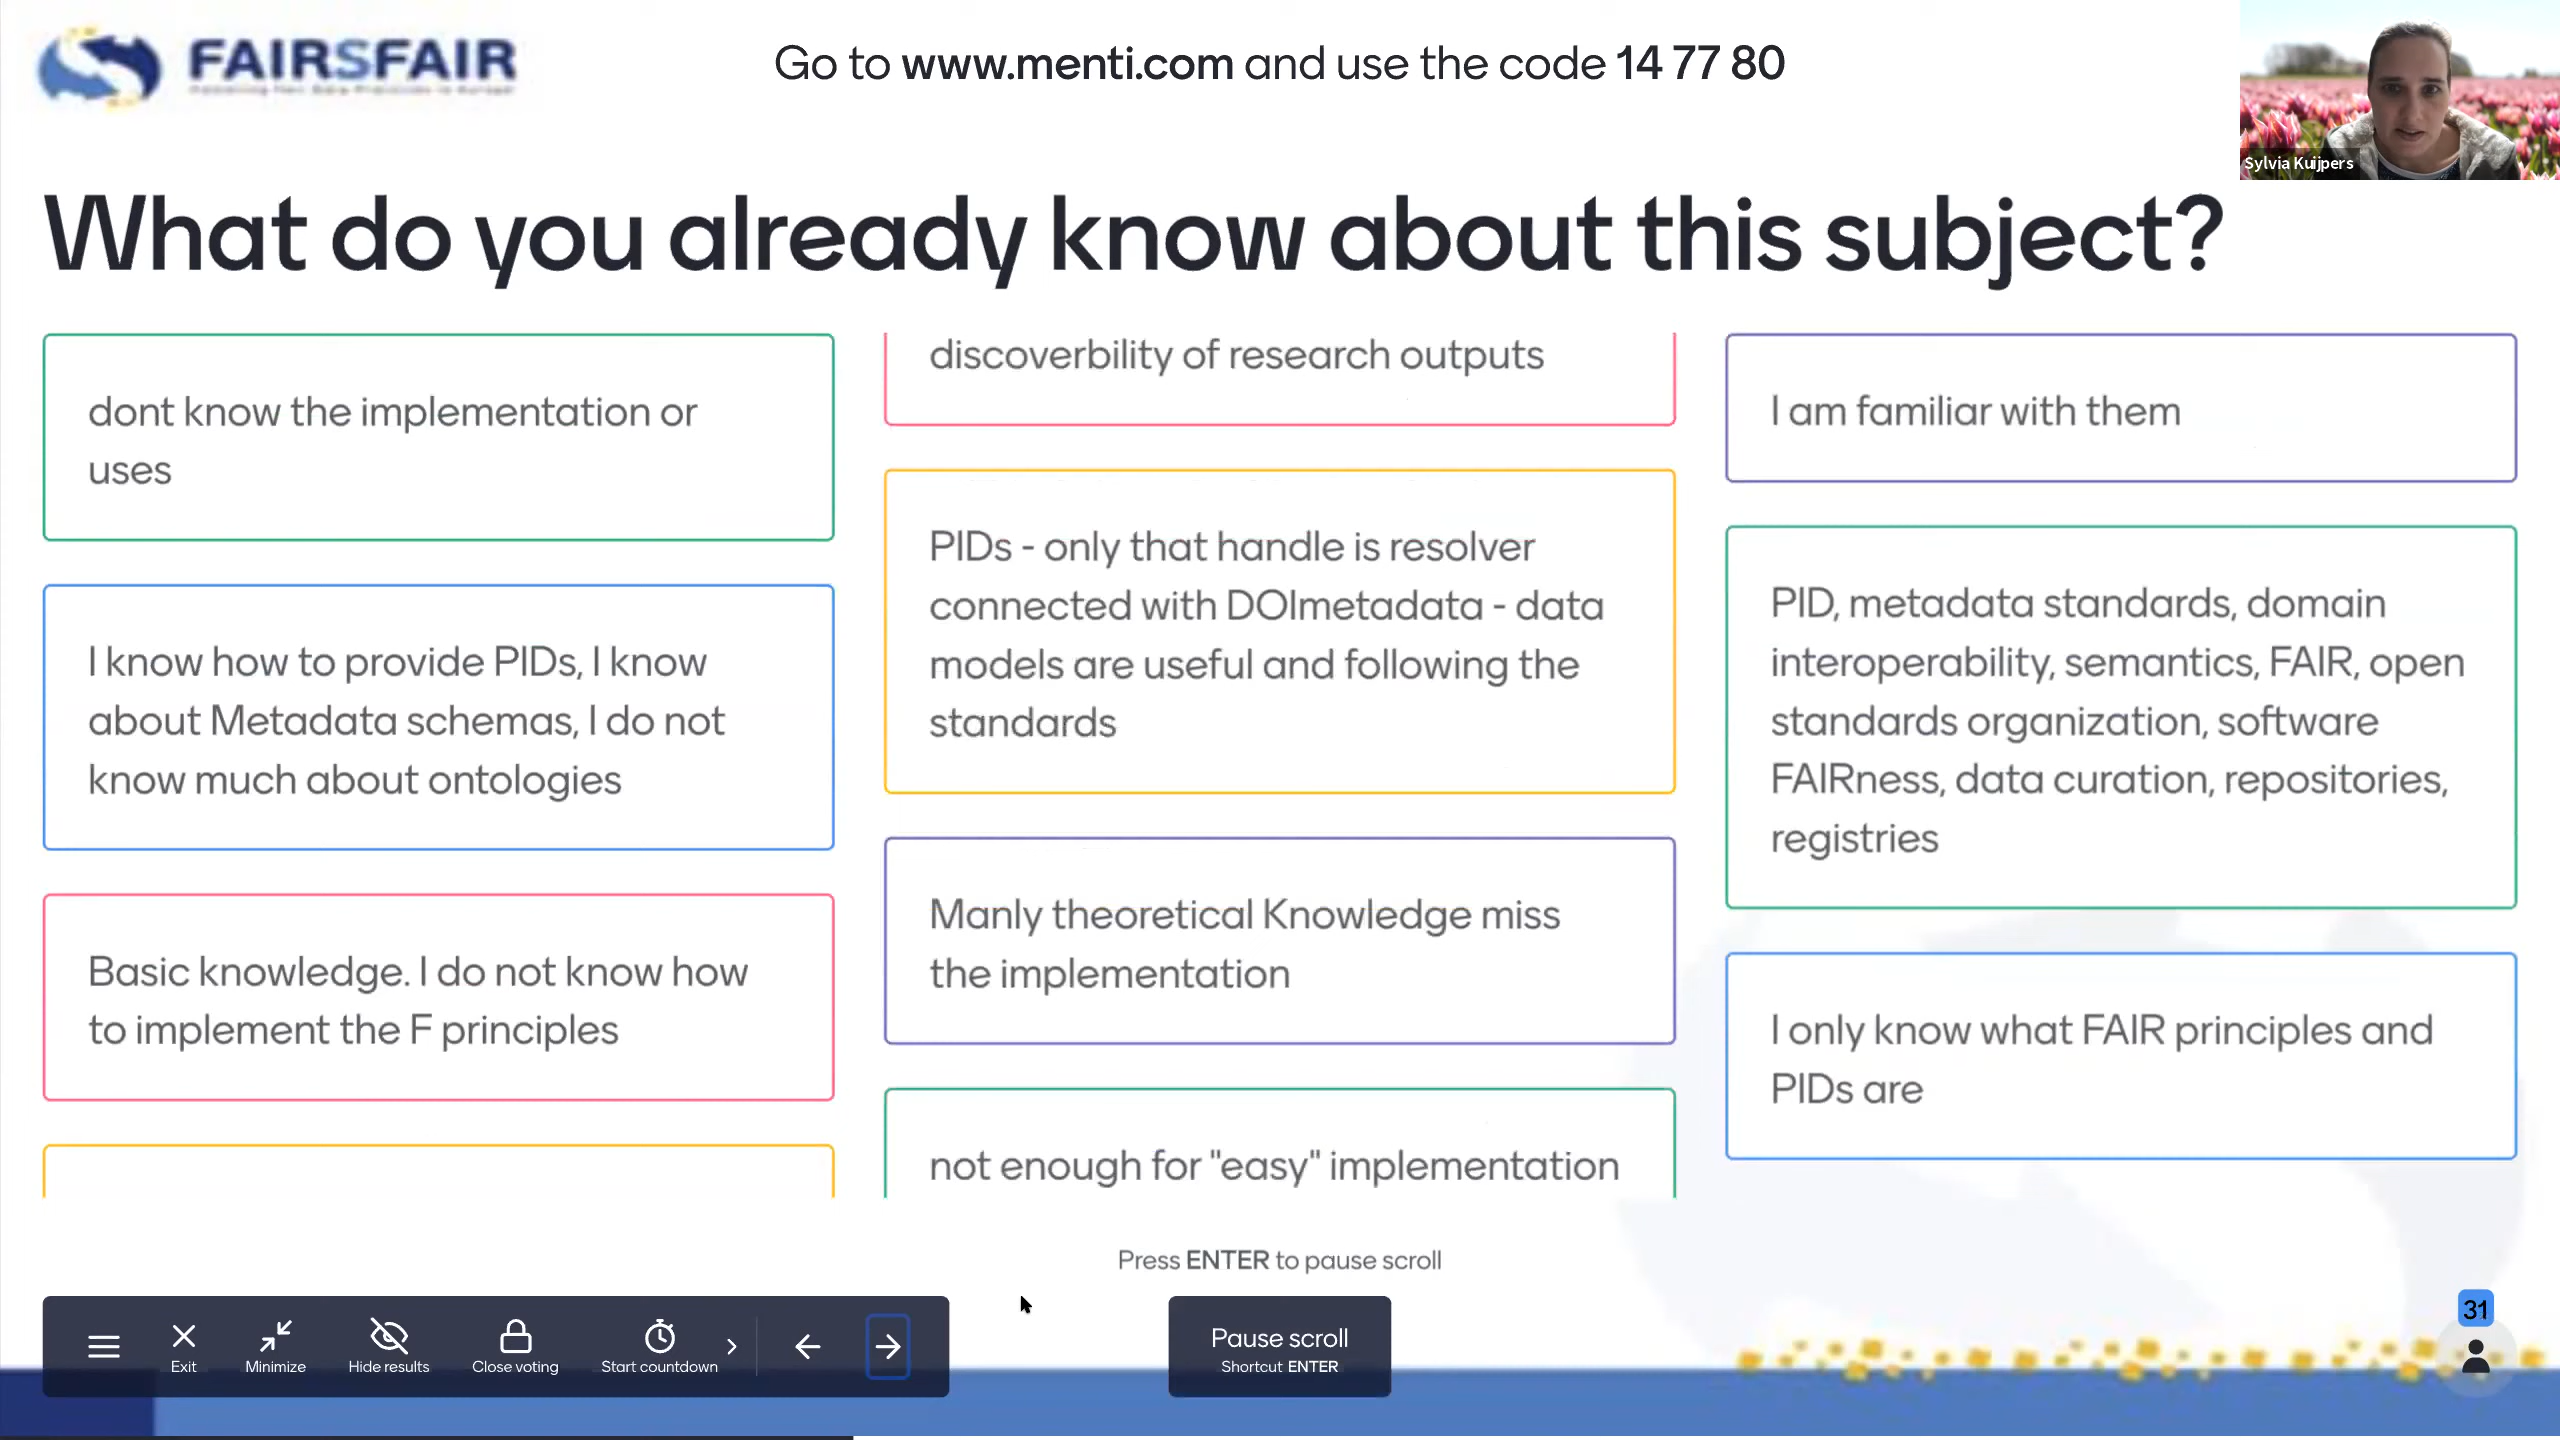 FAIRSFAIR
Go to www.menti.com and use the code 14 77 80
Sylvia Kuijpers
What do you already know about this subject?
dont know the implementation or
uses
I know how to provide PIDs, I know
about Metadata schemas, I do not
know much about ontologies
Basic knowledge. I do not know how
to implement the F principles
discoverbility of research outputs
PIDs - only that handle is resolver
connected with DOImetadata - data
models are useful and following the
standards
Manly theoretical Knowledge miss
the implementation
not enough for "easy" implementation
I am familiar with them
PID, metadata standards, domain
interoperability, semantics, FAIR, open
standards organization, software
FAIRness, data curation, repositories,
registries
I only know what FAIR principles and
PIDs are
Press ENTER to pause scroll
Exit
Minimize
Hide results
Close voting
Start countdown
Pause scroll
Shortcut ENTER
31